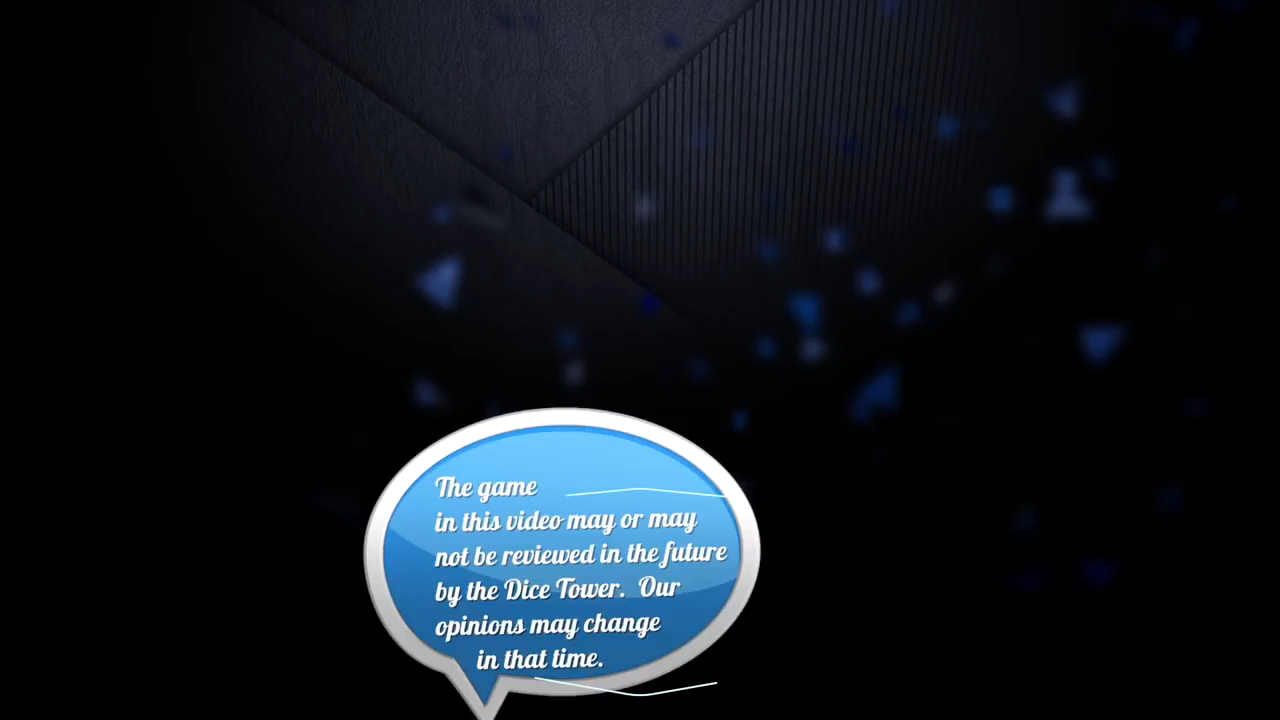 The game
in this video may or may
not be reviewed in the future
by the Dice Tower. Our
opinions may change
in that time.